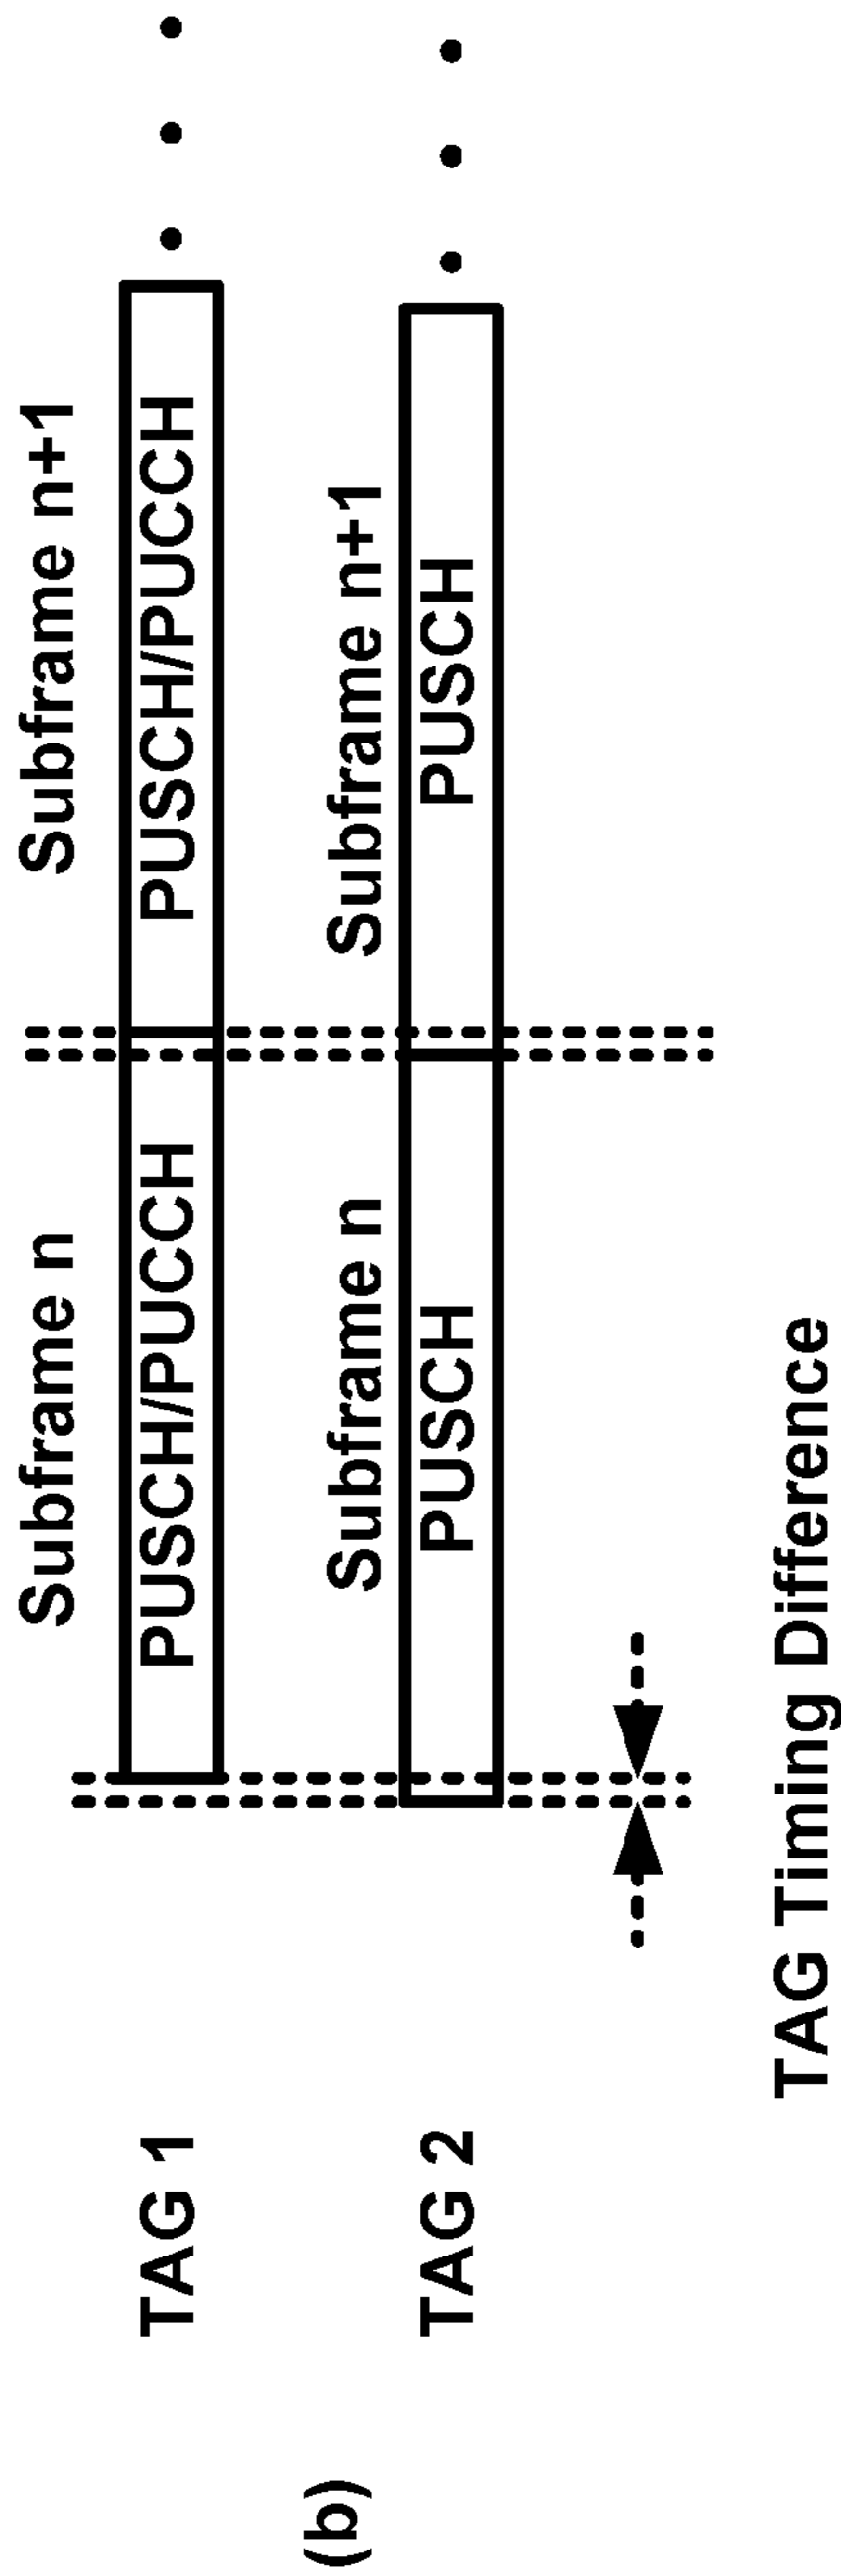 Subframe n
Subframe n+1
TAG 1
PUSCH/PUCCH
PUSCH/PUCCH
(b)
Subframe n
Subframe n+1
TAG 2
PUSCH
PUSCH
TAG Timing Difference